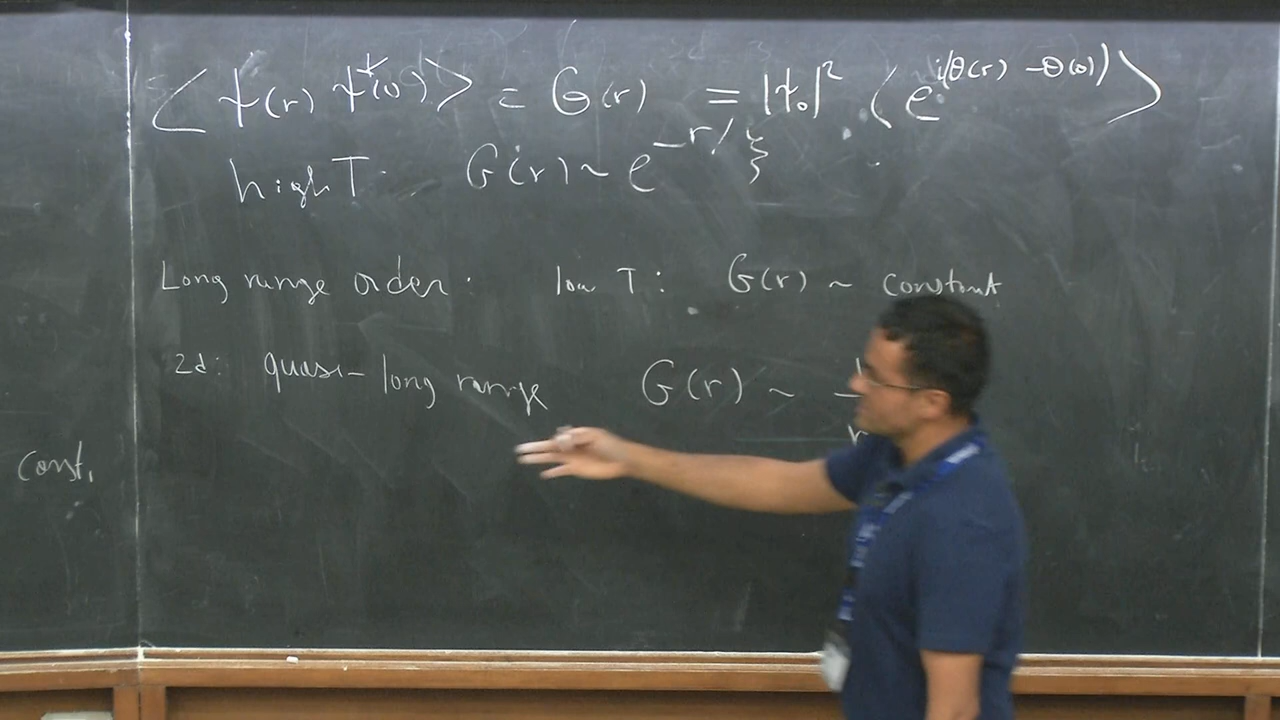 ⟨ψ(r) ψ*(0)⟩ = G(r) = |ψ₀|² ⟨e^{i(θ(r) - θ(0))}⟩
high T: G(r) ~ e^{-r/ξ}
Long range order: low T: G(r) ~ constant
2d: quasi-long range G(r) ~
r
const.